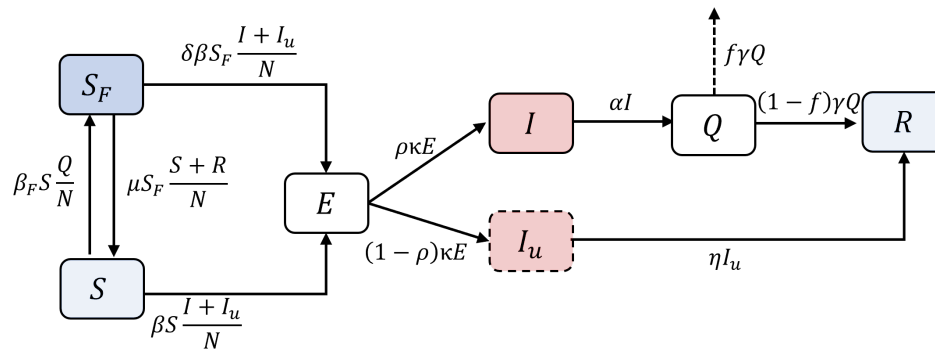 δβS_F (I + I_u)/N
fγQ
S_F
I
αI
Q
(1 − f)γQ
R
ρκE
β_F S Q/N
μS_F (S + R)/N
E
(1 − ρ)κE
I_u
ηI_u
S
βS (I + I_u)/N